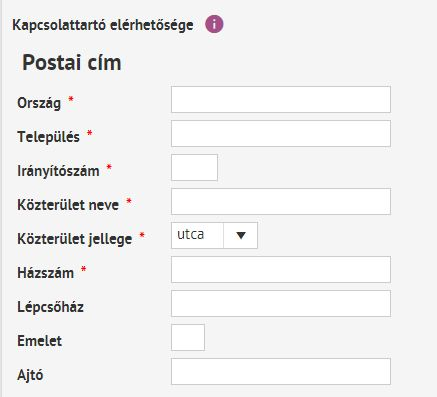 Kapcsolattartó elérhetősége i
Postai cím
Ország *
Település *
Irányítószám *
Közterület neve *
Közterület jellege * utca
Házszám *
Lépcsőház
Emelet
Ajtó